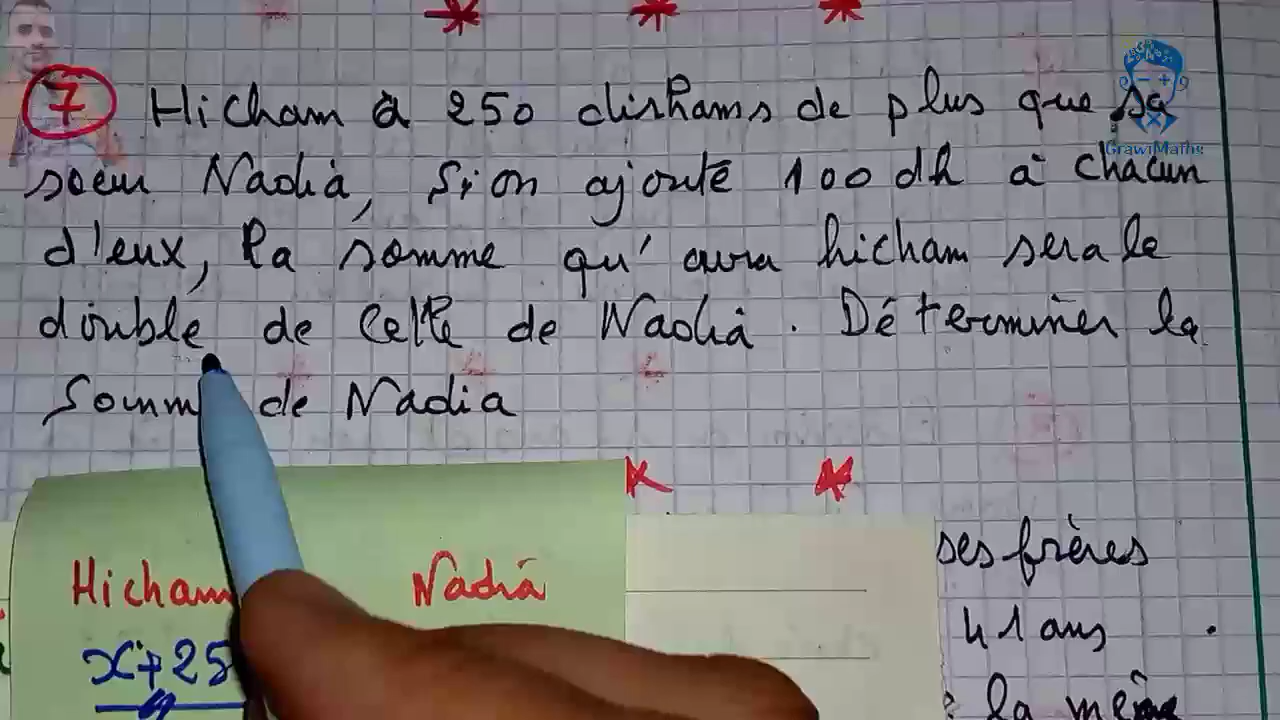 7 Hicham à 250 dirhams de plus que sa
soeur Nadia, Si on ajoute 100 dh à chacun
d'eux, la somme qu' aura hicham sera le
double de celle de Nadia. Déterminer la
Somm de Nadia
Hicham Nadia
x+25
ses frères
41 ans .
la même
GrawiMaths